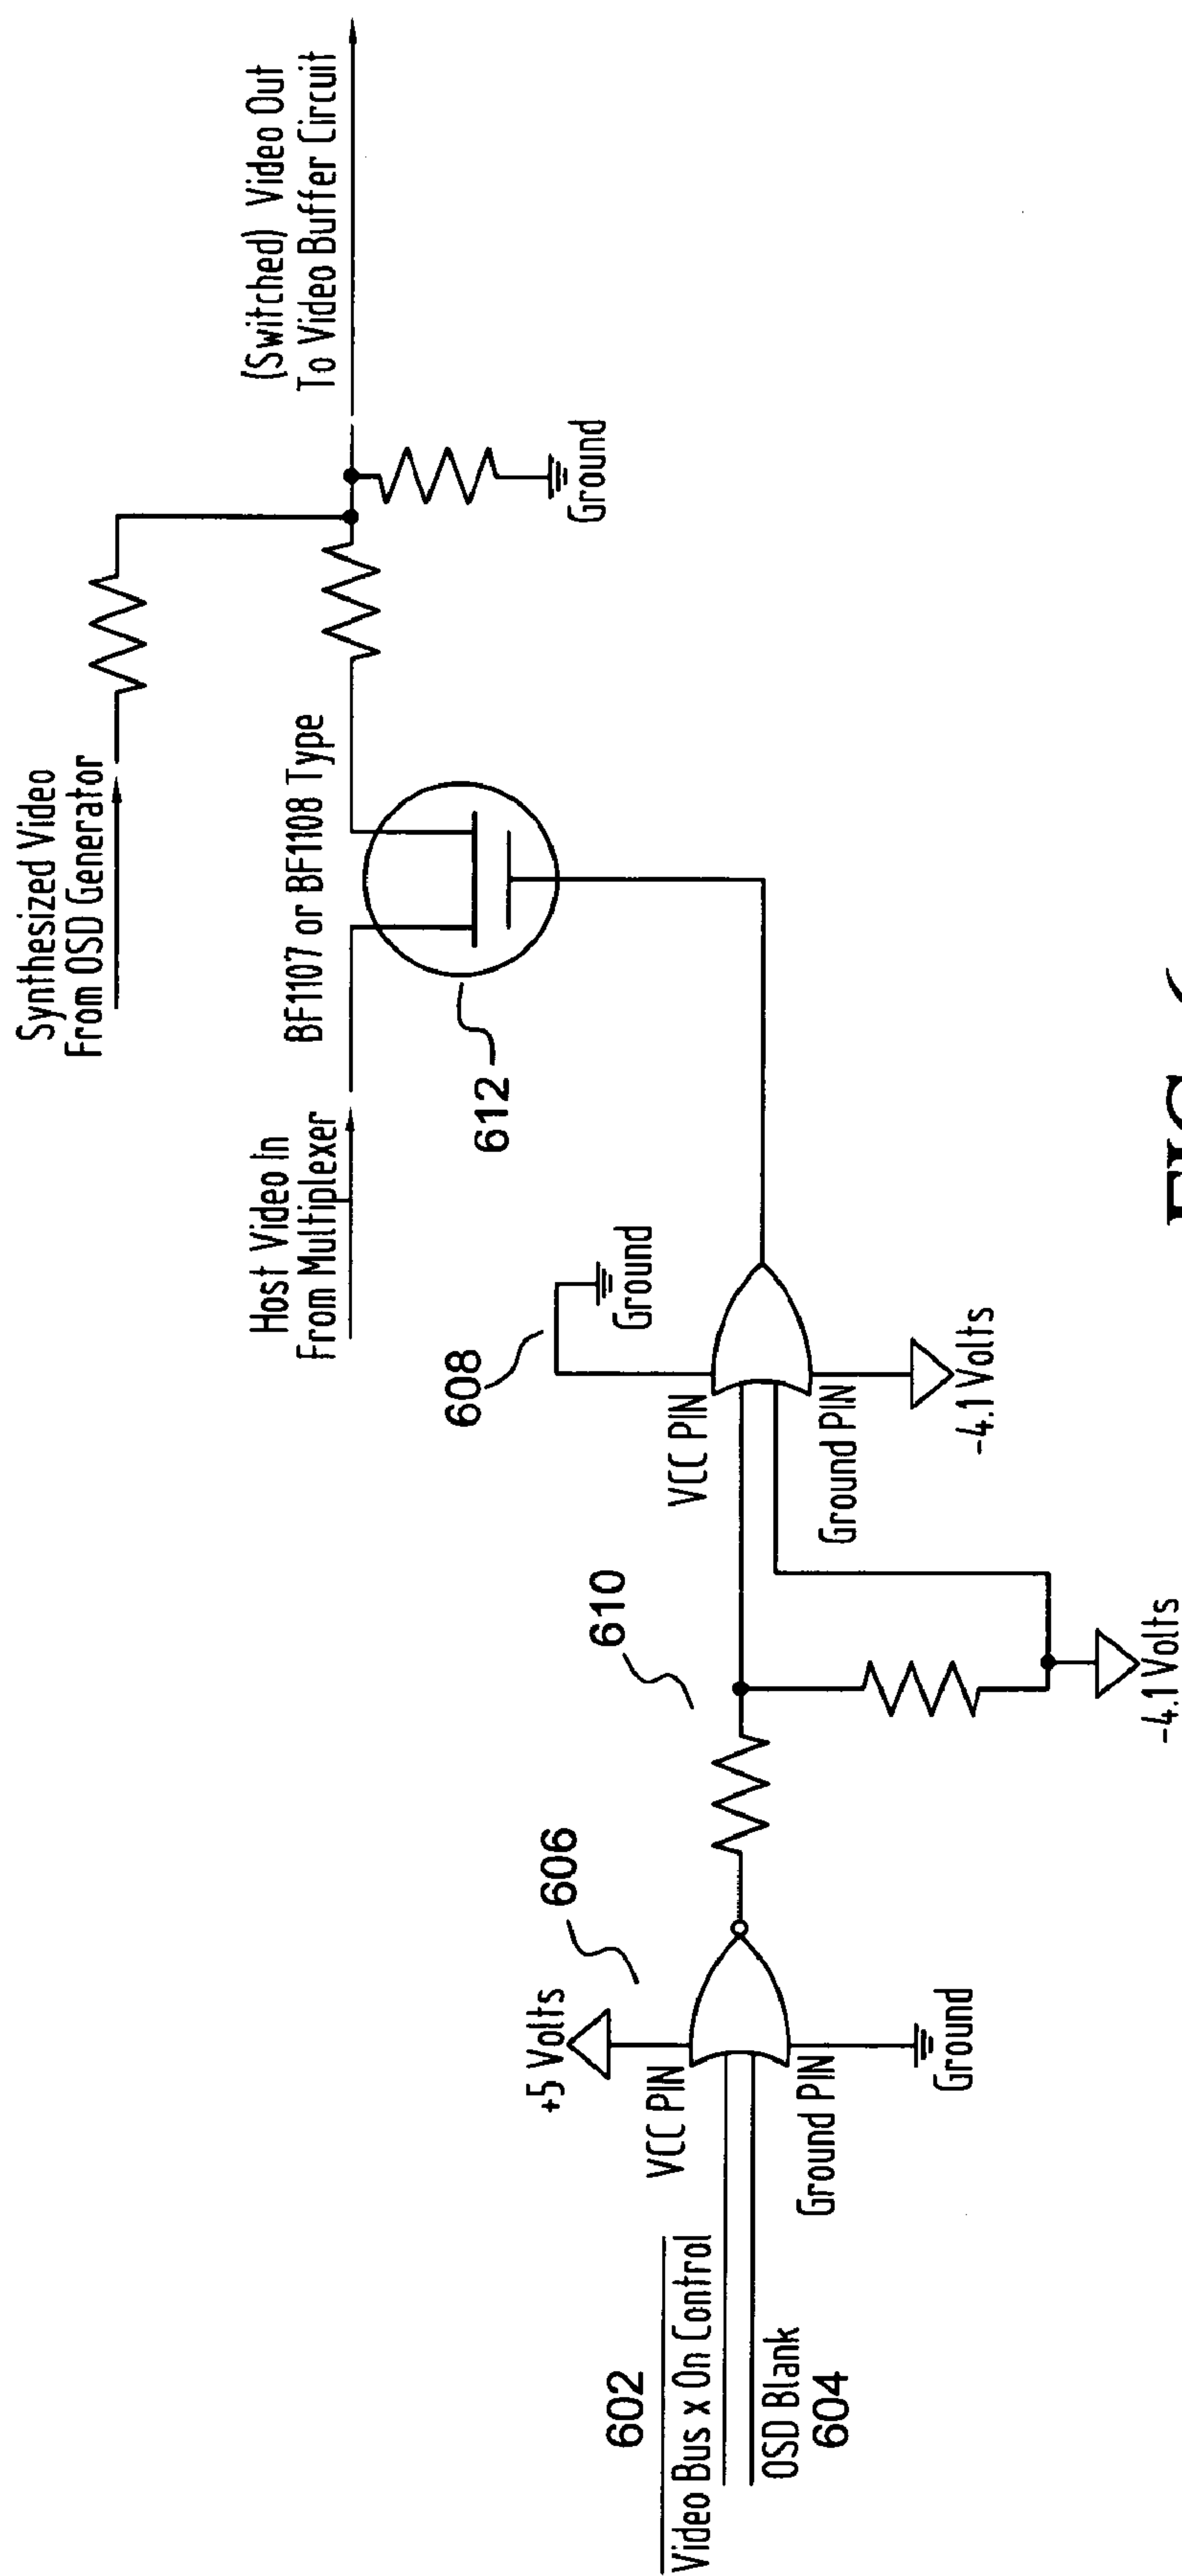 Synthesized Video
From OSD Generator
(Switched) Video Out
To Video Buffer Circuit
Host Video In
From Multiplexer
BF1107 or BF1108 Type
612
Ground
608
Ground
VCC PIN
Ground PIN
-4.1 Volts
610
-4.1 Volts
606
+5 Volts
VCC PIN
Ground PIN
Ground
602
Video Bus x On Control
OSD Blank
604